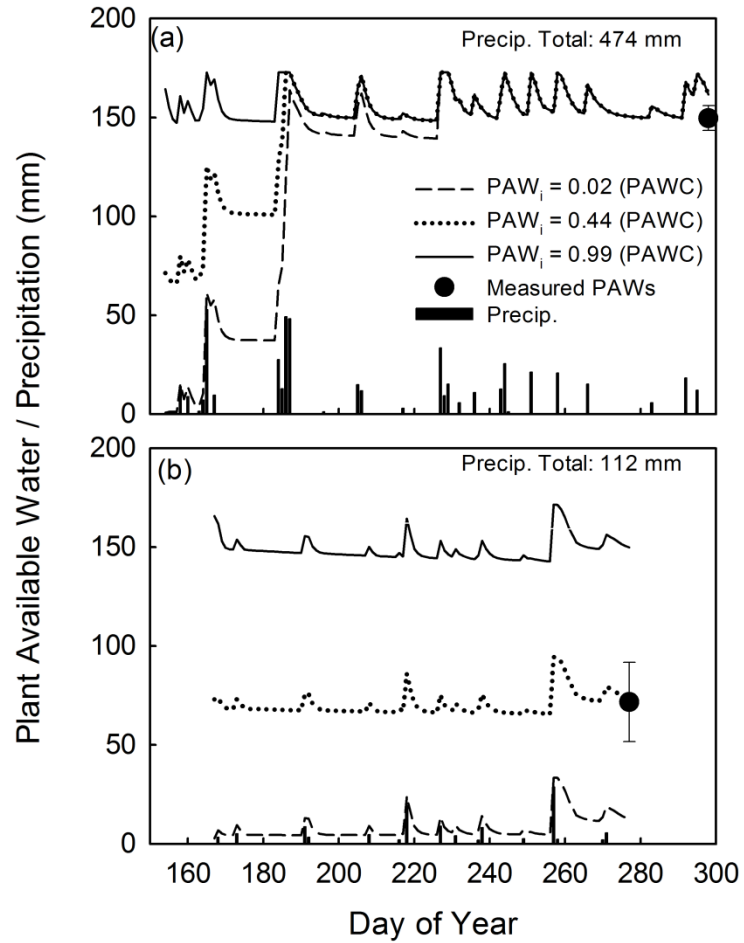 (a)
Precip. Total: 474 mm
200
150
100
50
0
PAWi = 0.02 (PAWC)
PAWi = 0.44 (PAWC)
PAWi = 0.99 (PAWC)
Measured PAWs
Precip.
Plant Available Water / Precipitation (mm)
(b)
Precip. Total: 112 mm
200
150
100
50
0
160 180 200 220 240 260 280 300
Day of Year